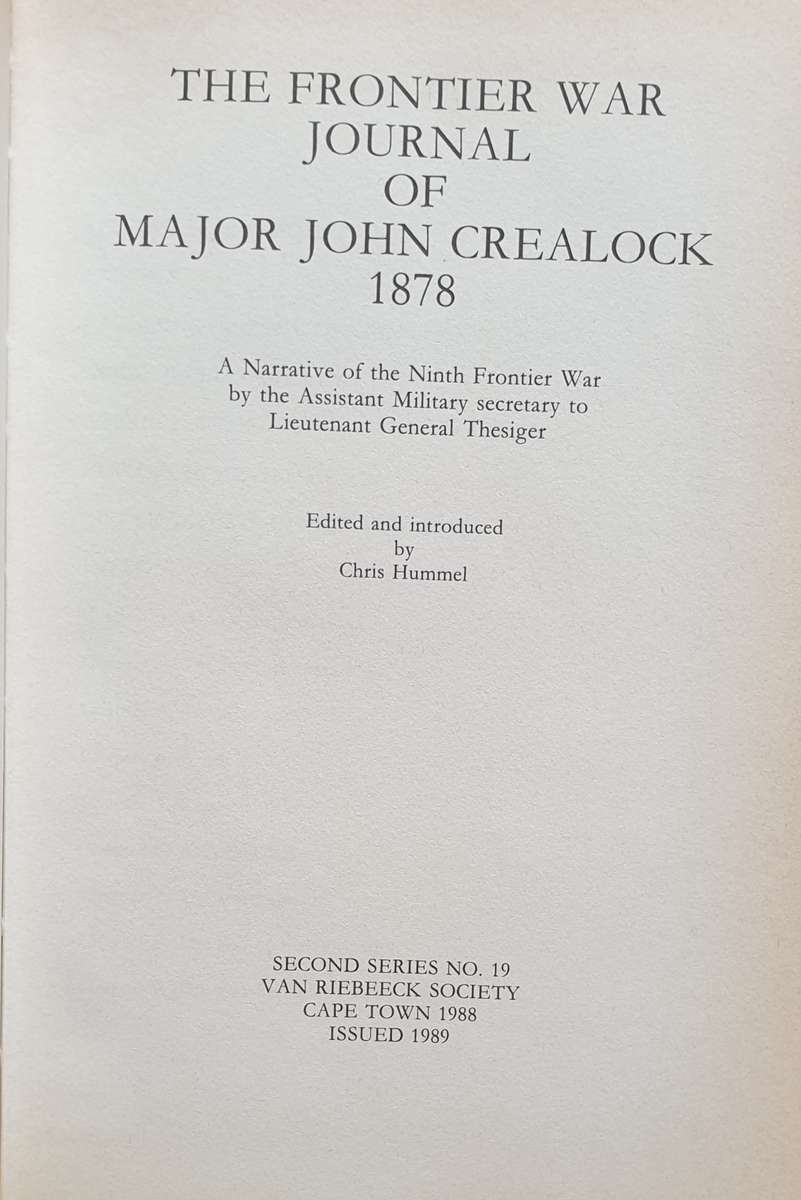 THE FRONTIER WAR
JOURNAL
OF
MAJOR JOHN CREALOCK
1878
A Narrative of the Ninth Frontier War
by the Assistant Military secretary to
Lieutenant General Thesiger
Edited and introduced
by
Chris Hummel
SECOND SERIES NO. 19
VAN RIEBEECK SOCIETY
CAPE TOWN 1988
ISSUED 1989